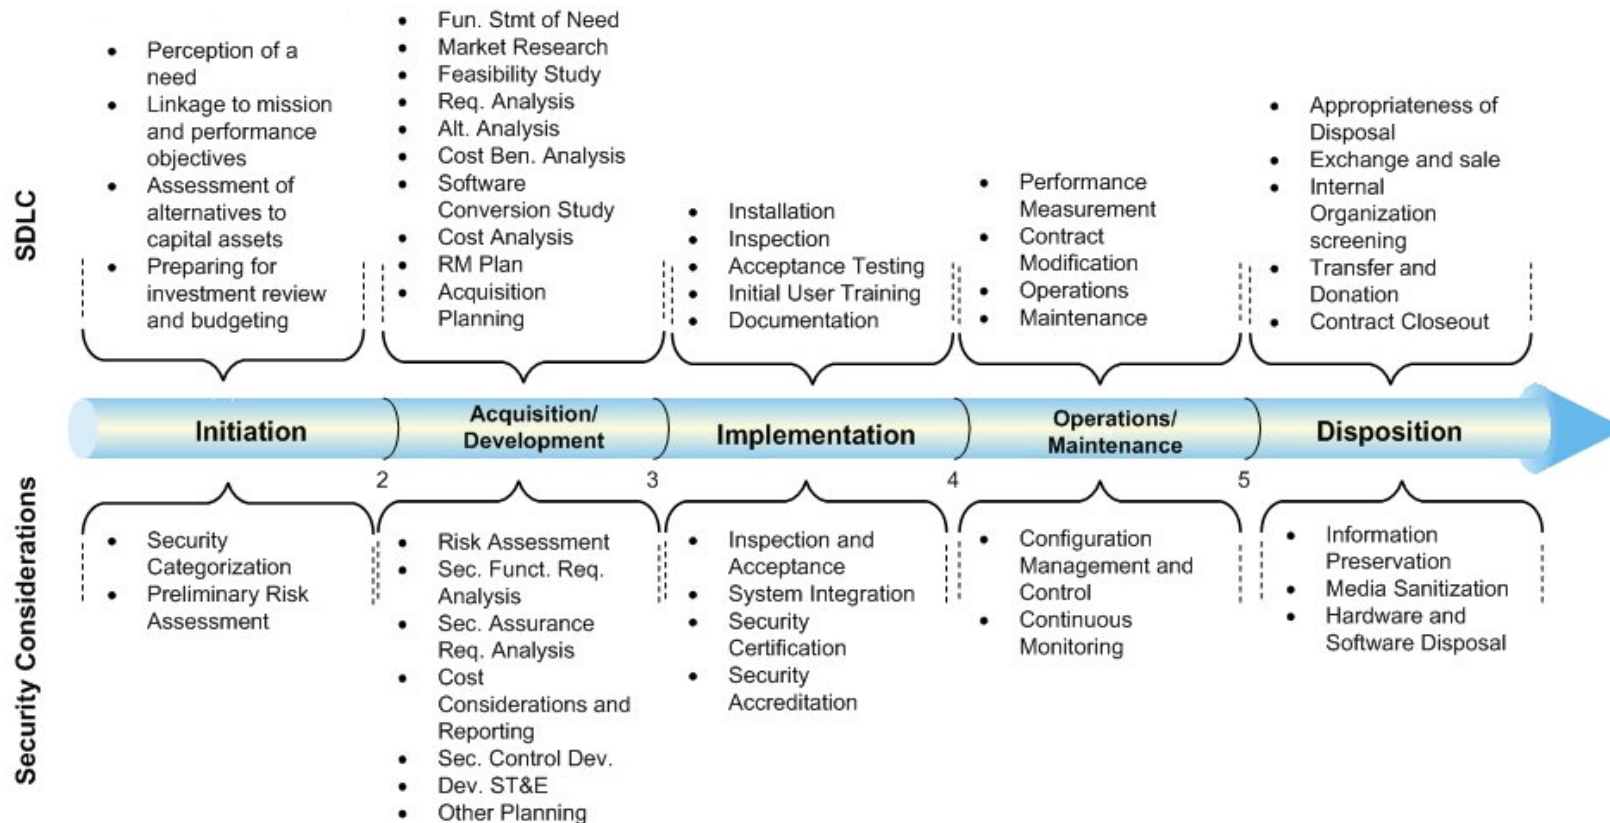 SDLC
• Perception of a
need
• Linkage to mission
and performance
objectives
• Assessment of
alternatives to
capital assets
• Preparing for
investment review
and budgeting
• Fun. Stmt of Need
• Market Research
• Feasibility Study
• Req. Analysis
• Alt. Analysis
• Cost Ben. Analysis
• Software
Conversion Study
• Cost Analysis
• RM Plan
• Acquisition
Planning
• Installation
• Inspection
• Acceptance Testing
• Initial User Training
• Documentation
• Performance
Measurement
• Contract
Modification
• Operations
• Maintenance
• Appropriateness of
Disposal
• Exchange and sale
• Internal
Organization
screening
• Transfer and
Donation
• Contract Closeout
Initiation
Acquisition/
Development
Implementation
Operations/
Maintenance
Disposition
2
3
4
5
Security Considerations
• Security
Categorization
• Preliminary Risk
Assessment
• Risk Assessment
• Sec. Funct. Req.
Analysis
• Sec. Assurance
Req. Analysis
• Cost
Considerations and
Reporting
• Sec. Control Dev.
• Dev. ST&E
• Other Planning
• Inspection and
Acceptance
• System Integration
• Security
Certification
• Security
Accreditation
• Configuration
Management and
Control
• Continuous
Monitoring
• Information
Preservation
• Media Sanitization
• Hardware and
Software Disposal